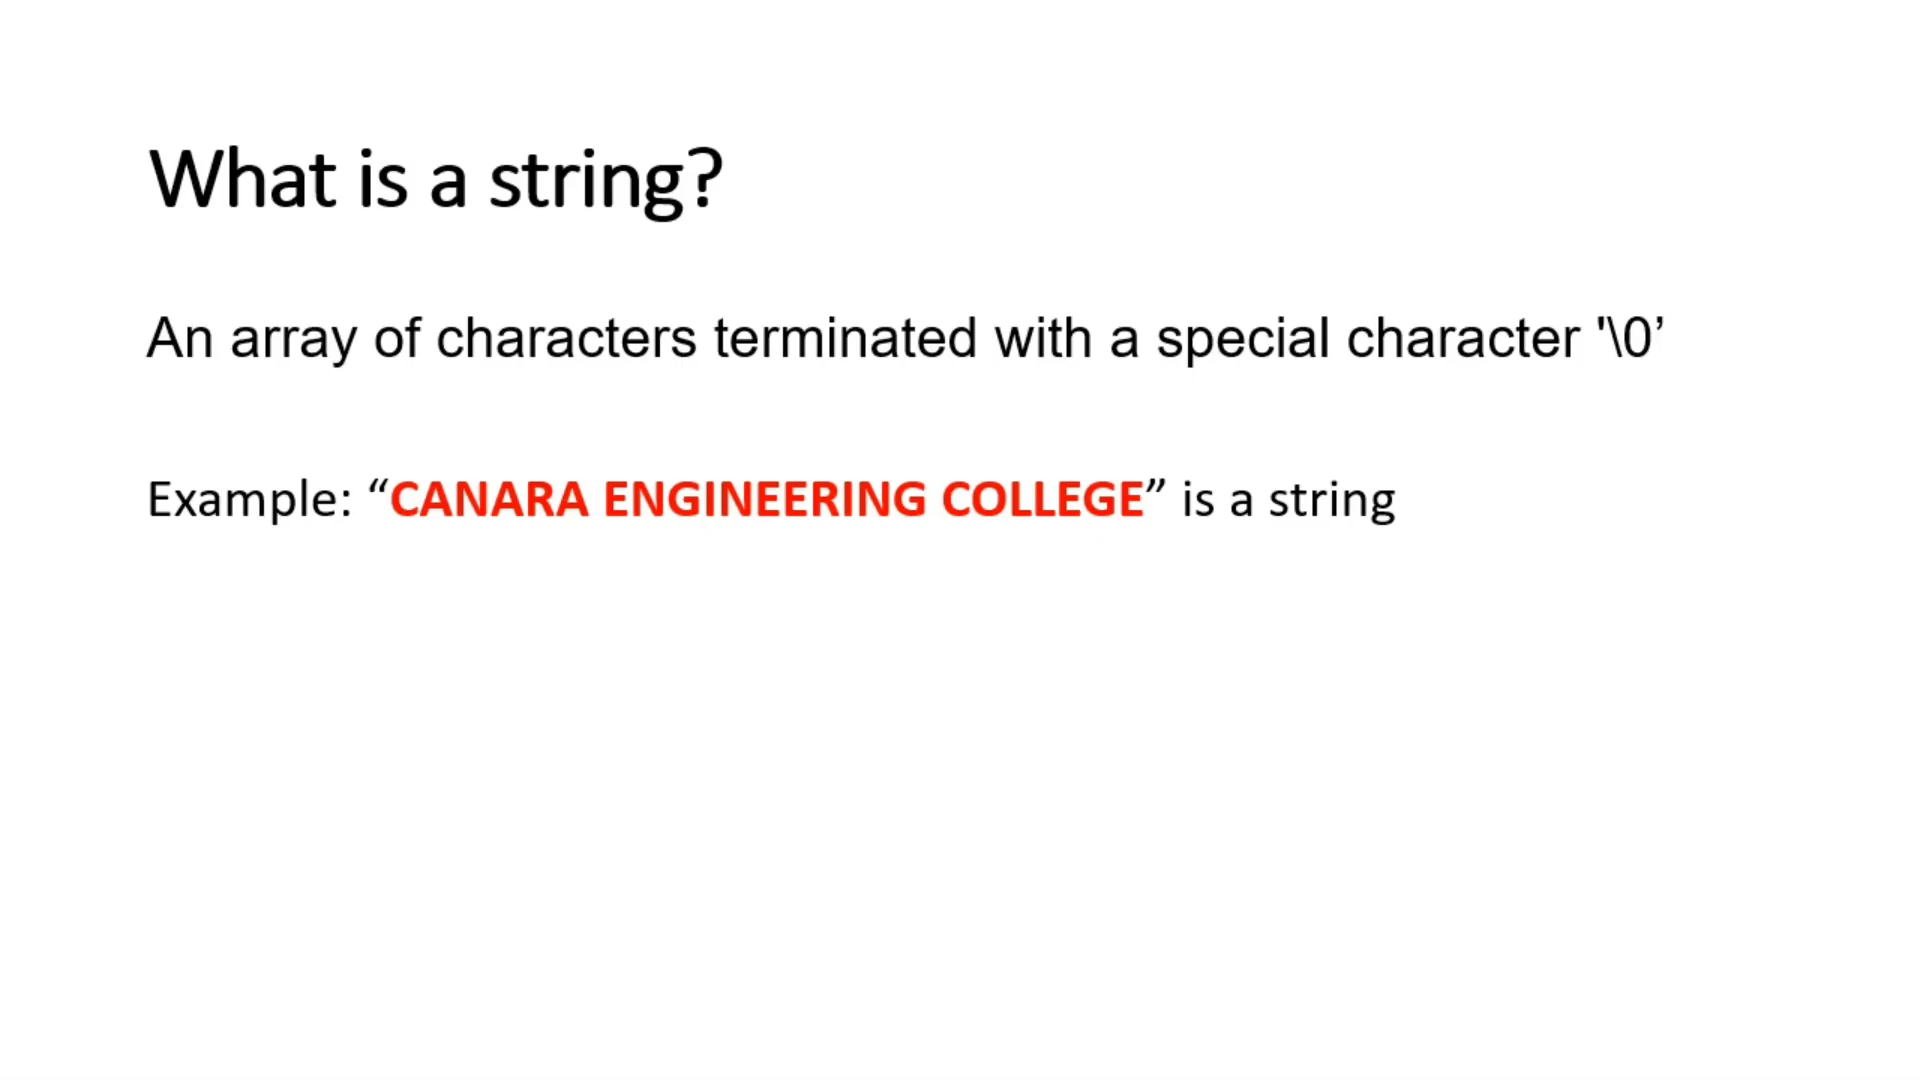 What is a string?
An array of characters terminated with a special character '\0’
Example: “CANARA ENGINEERING COLLEGE” is a string